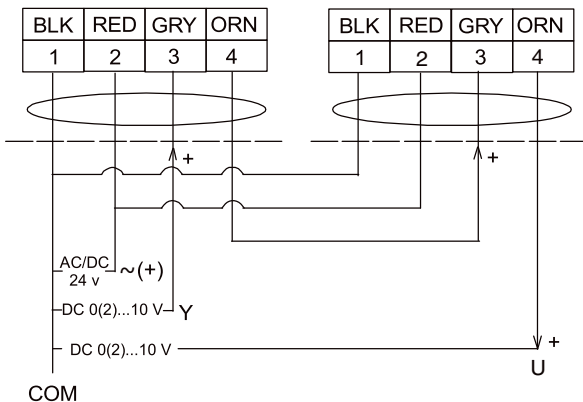 BLK RED GRY ORN BLK RED GRY ORN
1 2 3 4 1 2 3 4
+ +
AC/DC
24 v ~(+)
DC 0(2)...10 V Y
DC 0(2)...10 V +
U
COM